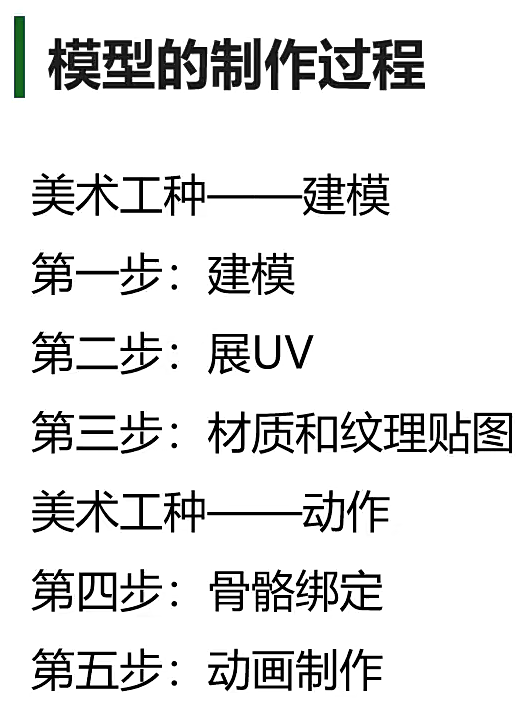 模型的制作过程
美术工种——建模
第一步：建模
第二步：展UV
第三步：材质和纹理贴图
美术工种——动作
第四步：骨骼绑定
第五步：动画制作